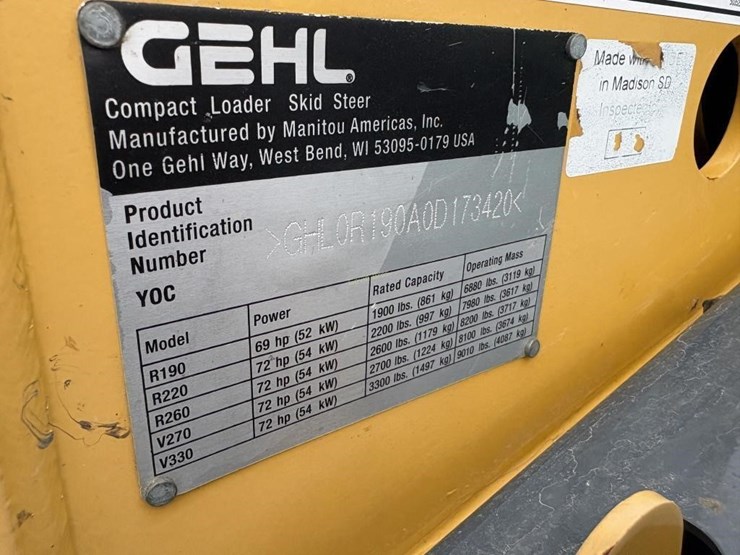 GEHL®
Compact Loader Skid Steer
Manufactured by Manitou Americas, Inc.
One Gehl Way, West Bend, WI 53095-0179 USA
Made
in Madison SD
Product
Identification
Number
>GHL0R190A0D173420<
YOC
Model Power Rated Capacity Operating Mass
R190 69 hp (52 kW) 1900 lbs. (861 kg) 6880 lbs. (3119 kg)
R220 72 hp (54 kW) 2200 lbs. (997 kg) 7980 lbs. (3617 kg)
R260 72 hp (54 kW) 2600 lbs. (1179 kg) 8200 lbs. (3717 kg)
V270 72 hp (54 kW) 2700 lbs. (1224 kg) 8100 lbs. (3674 kg)
V330 72 hp (54 kW) 3300 lbs. (1497 kg) 9010 lbs. (4087 kg)